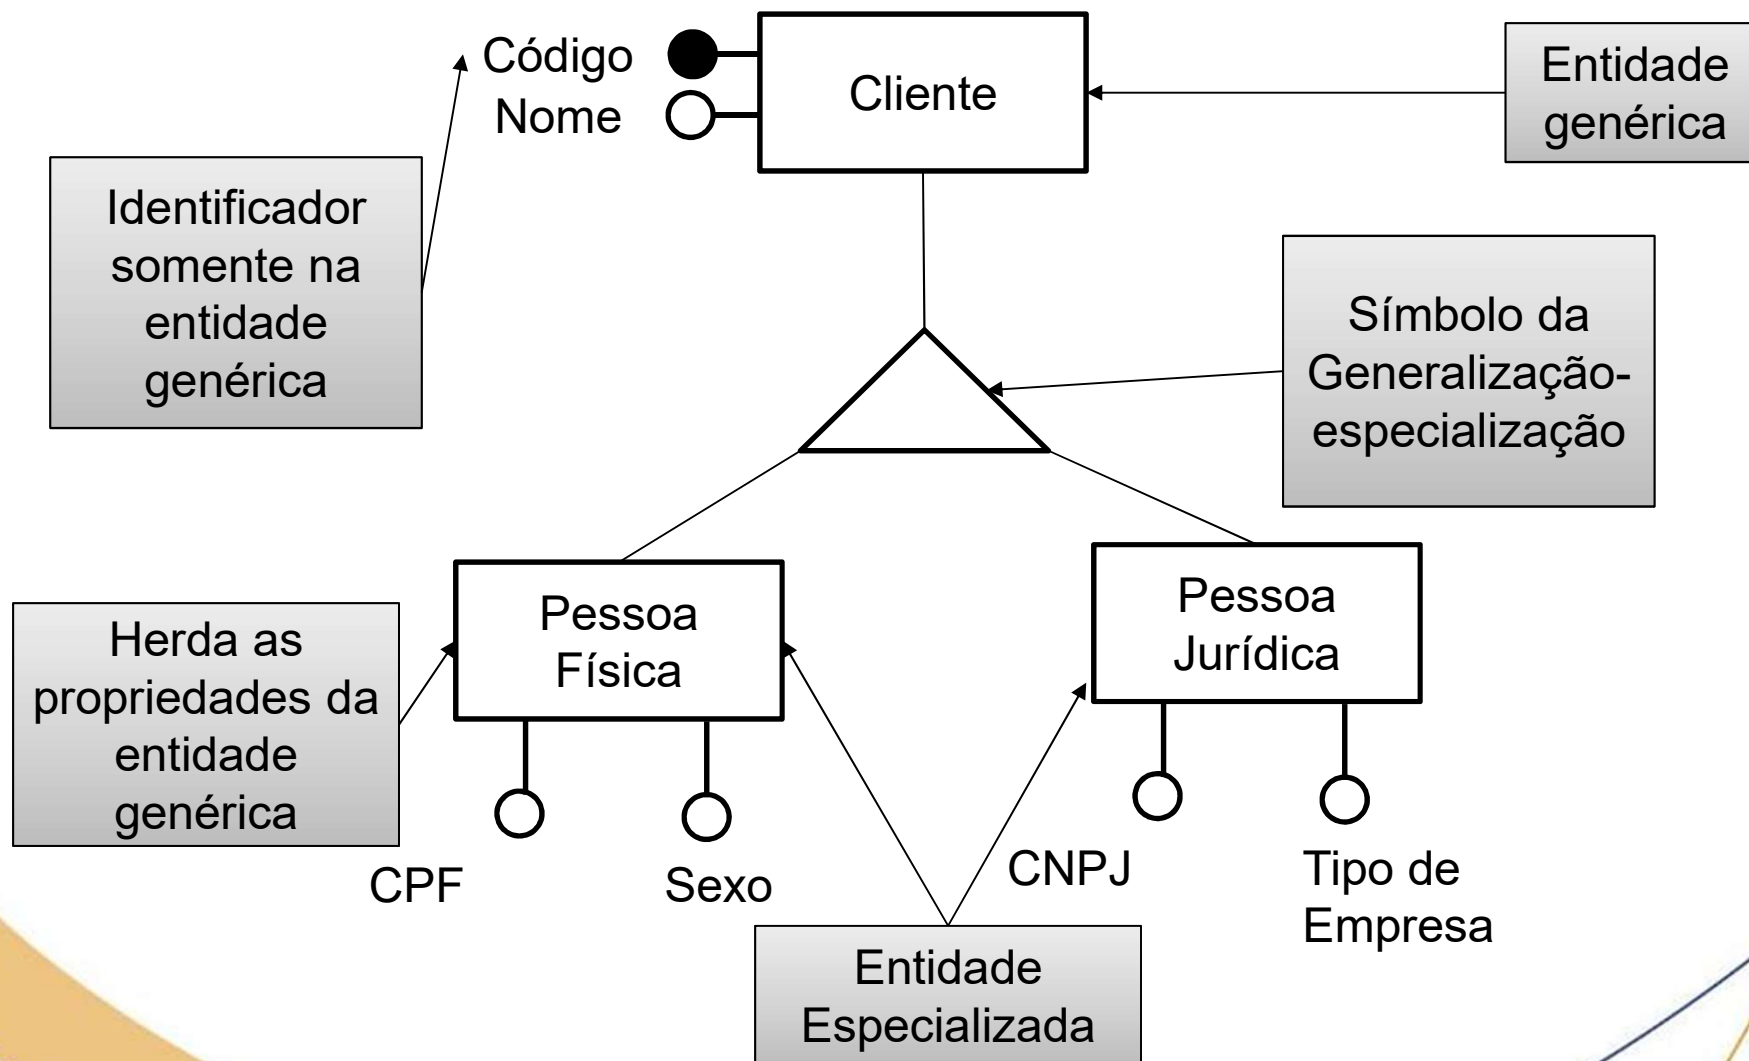 Código
Nome
Cliente
Entidade
genérica
Identificador
somente na
entidade
genérica
Símbolo da
Generalização-
especialização
Pessoa
Física
Pessoa
Jurídica
Herda as
propriedades da
entidade
genérica
CPF
Sexo
CNPJ
Tipo de
Empresa
Entidade
Especializada